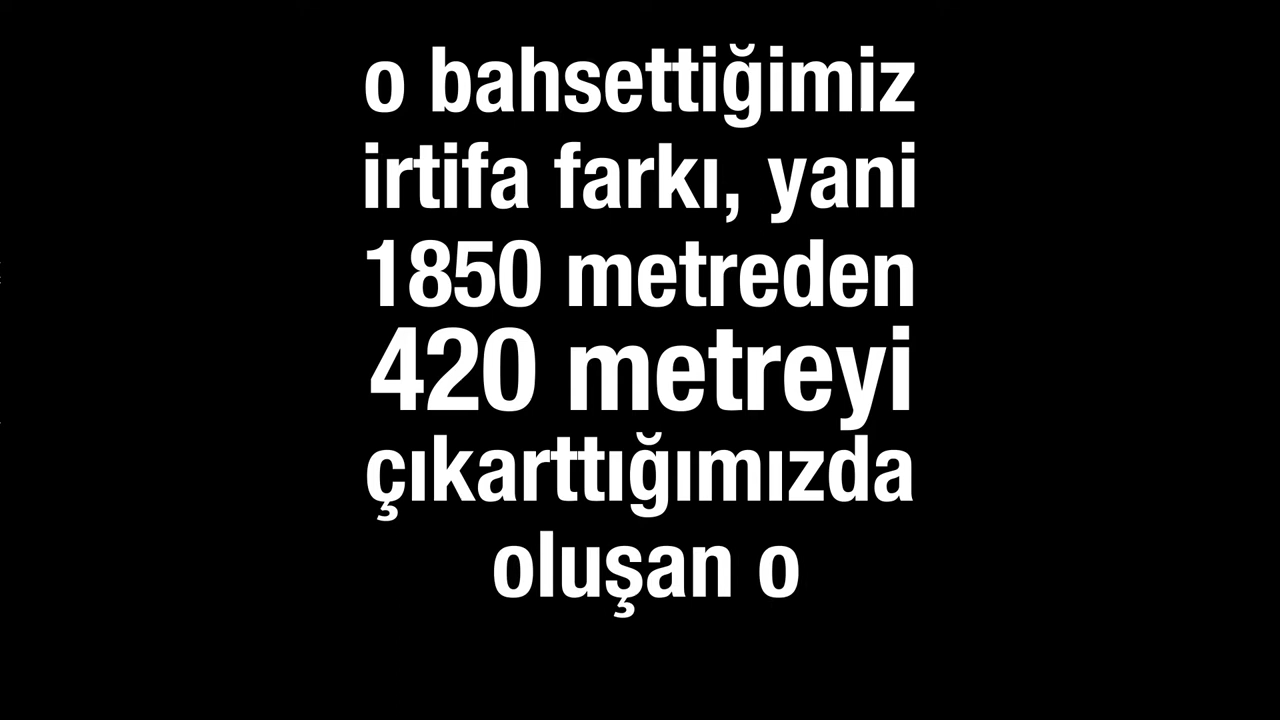 o bahsettiğimiz
irtifa farkı, yani
1850 metreden
420 metreyi
çıkarttığımızda
oluşan o